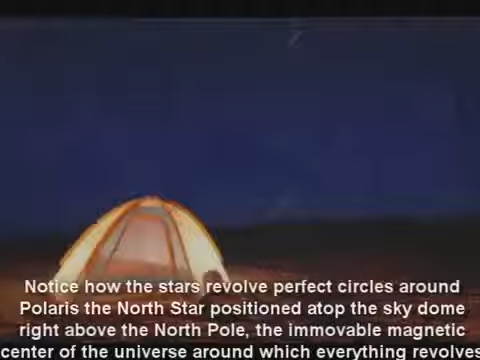 Notice how the stars revolve perfect circles around
Polaris the North Star positioned atop the sky dome
right above the North Pole, the immovable magnetic
center of the universe around which everything revolves